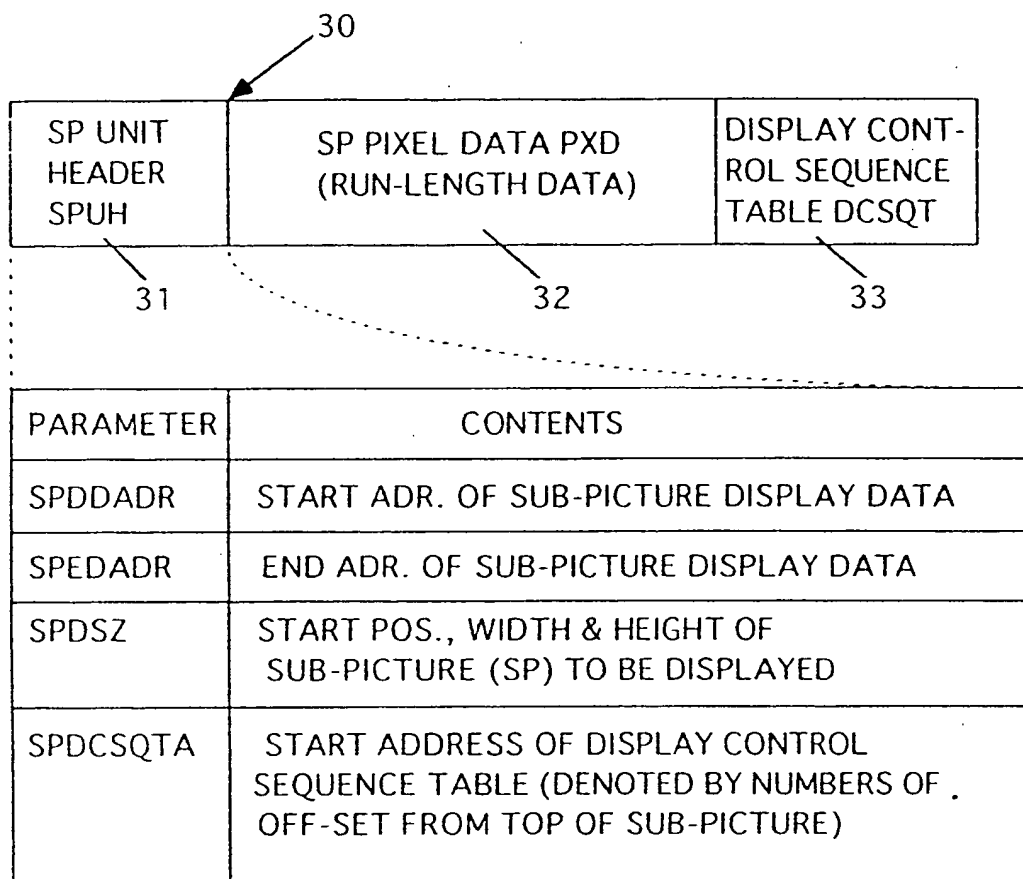 30
SP UNIT
HEADER
SPUH
SP PIXEL DATA PXD
(RUN-LENGTH DATA)
DISPLAY CONT-
ROL SEQUENCE
TABLE DCSQT
31
32
33
PARAMETER
CONTENTS
SPDDADR
START ADR. OF SUB-PICTURE DISPLAY DATA
SPEDADR
END ADR. OF SUB-PICTURE DISPLAY DATA
SPDSZ
START POS., WIDTH & HEIGHT OF
SUB-PICTURE (SP) TO BE DISPLAYED
SPDCSQTA
START ADDRESS OF DISPLAY CONTROL
SEQUENCE TABLE (DENOTED BY NUMBERS OF
OFF-SET FROM TOP OF SUB-PICTURE)